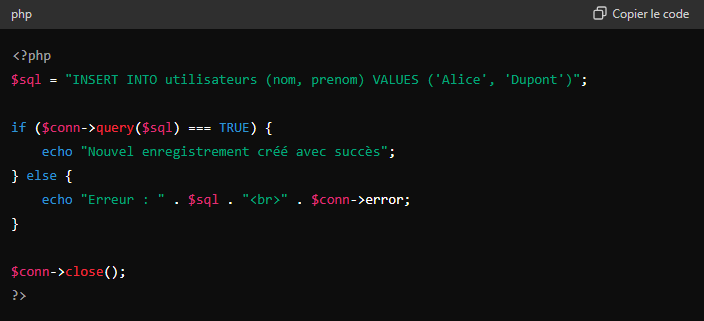 php Copier le code
<?php
$sql = "INSERT INTO utilisateurs (nom, prenom) VALUES ('Alice', 'Dupont')";
if ($conn->query($sql) === TRUE) {
    echo "Nouvel enregistrement créé avec succès";
} else {
    echo "Erreur : " . $sql . "<br>" . $conn->error;
}
$conn->close();
?>